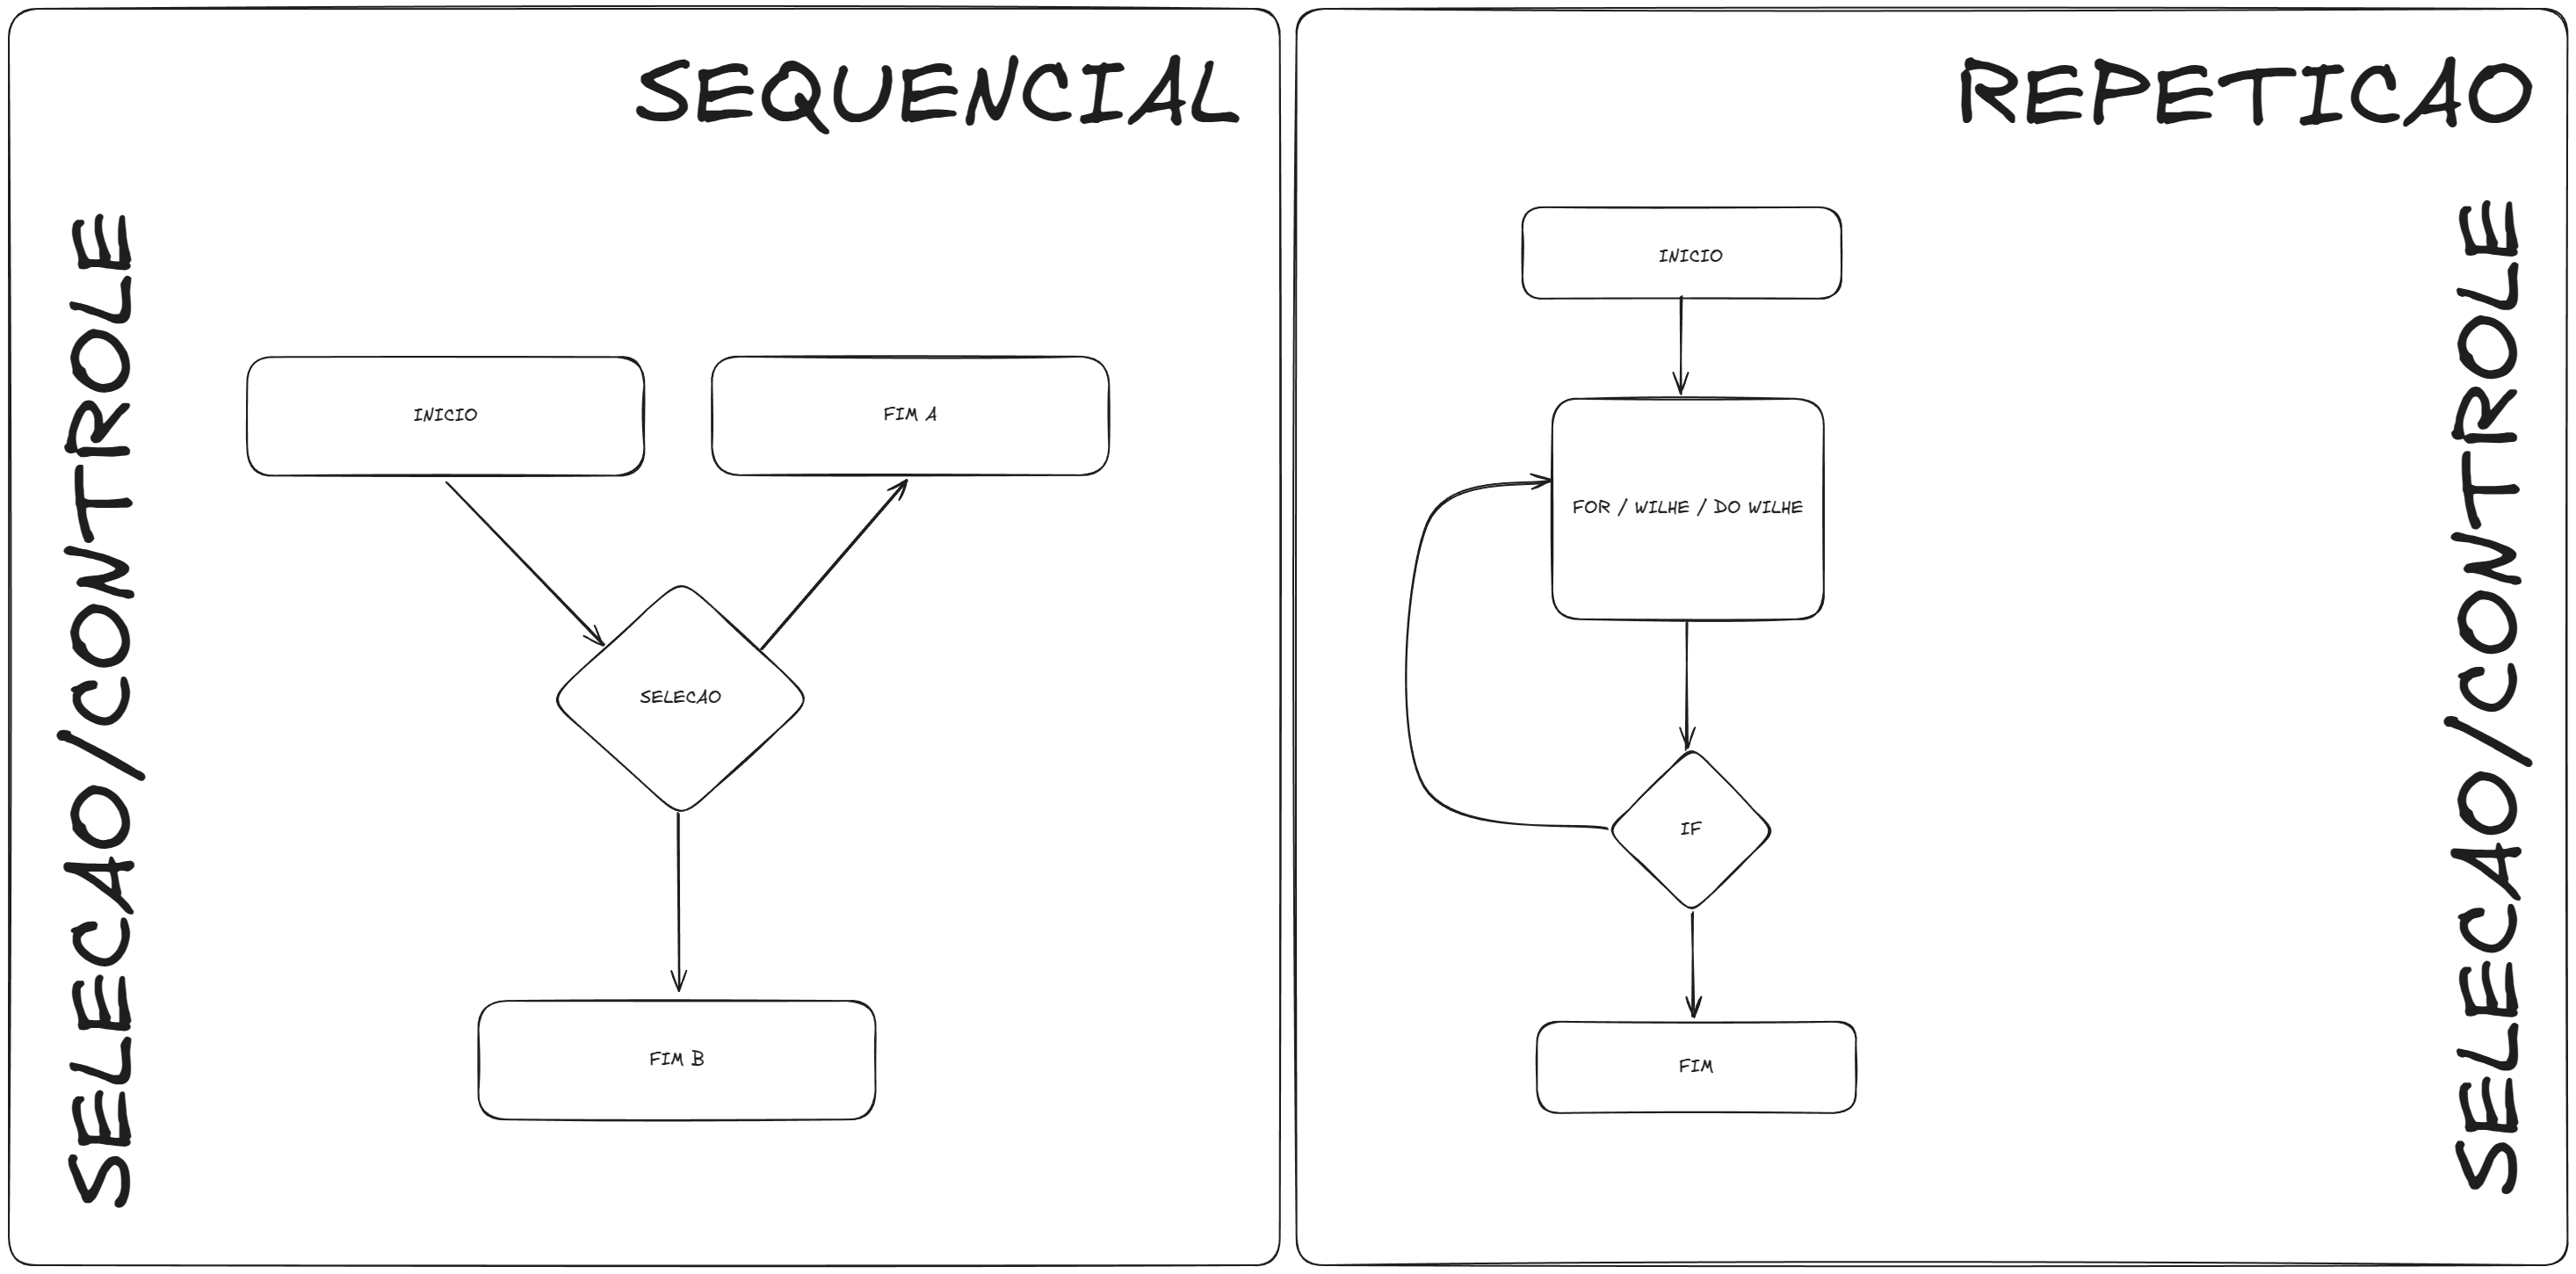 SEQUENCIAL
SELECAO/CONTROLE
INICIO
FIM A
SELECAO
FIM B
REPETICAO
SELECAO/CONTROLE
INICIO
FOR / WILHE / DO WILHE
IF
FIM